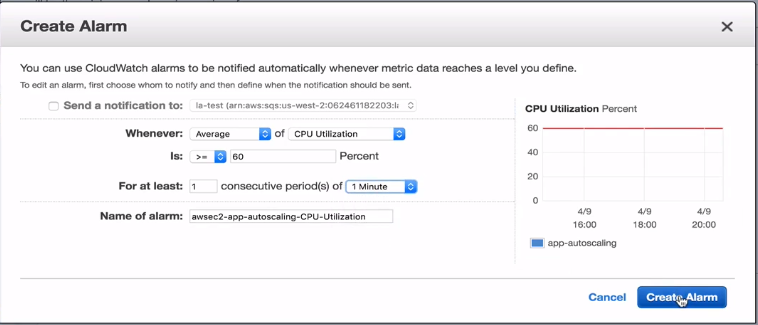 Create Alarm
You can use CloudWatch alarms to be notified automatically whenever metric data reaches a level you define.
To edit an alarm, first choose whom to notify and then define when the notification should be sent.
Send a notification to: la-test (arn:aws:sqs:us-west-2:062461182203:la
Whenever: Average of CPU Utilization
Is: >= 60 Percent
For at least: 1 consecutive period(s) of 1 Minute
Name of alarm: awsec2-app-autoscaling-CPU-Utilization
CPU Utilization Percent
60
40
20
0
4/9 4/9 4/9
16:00 18:00 20:00
app-autoscaling
Cancel Create Alarm